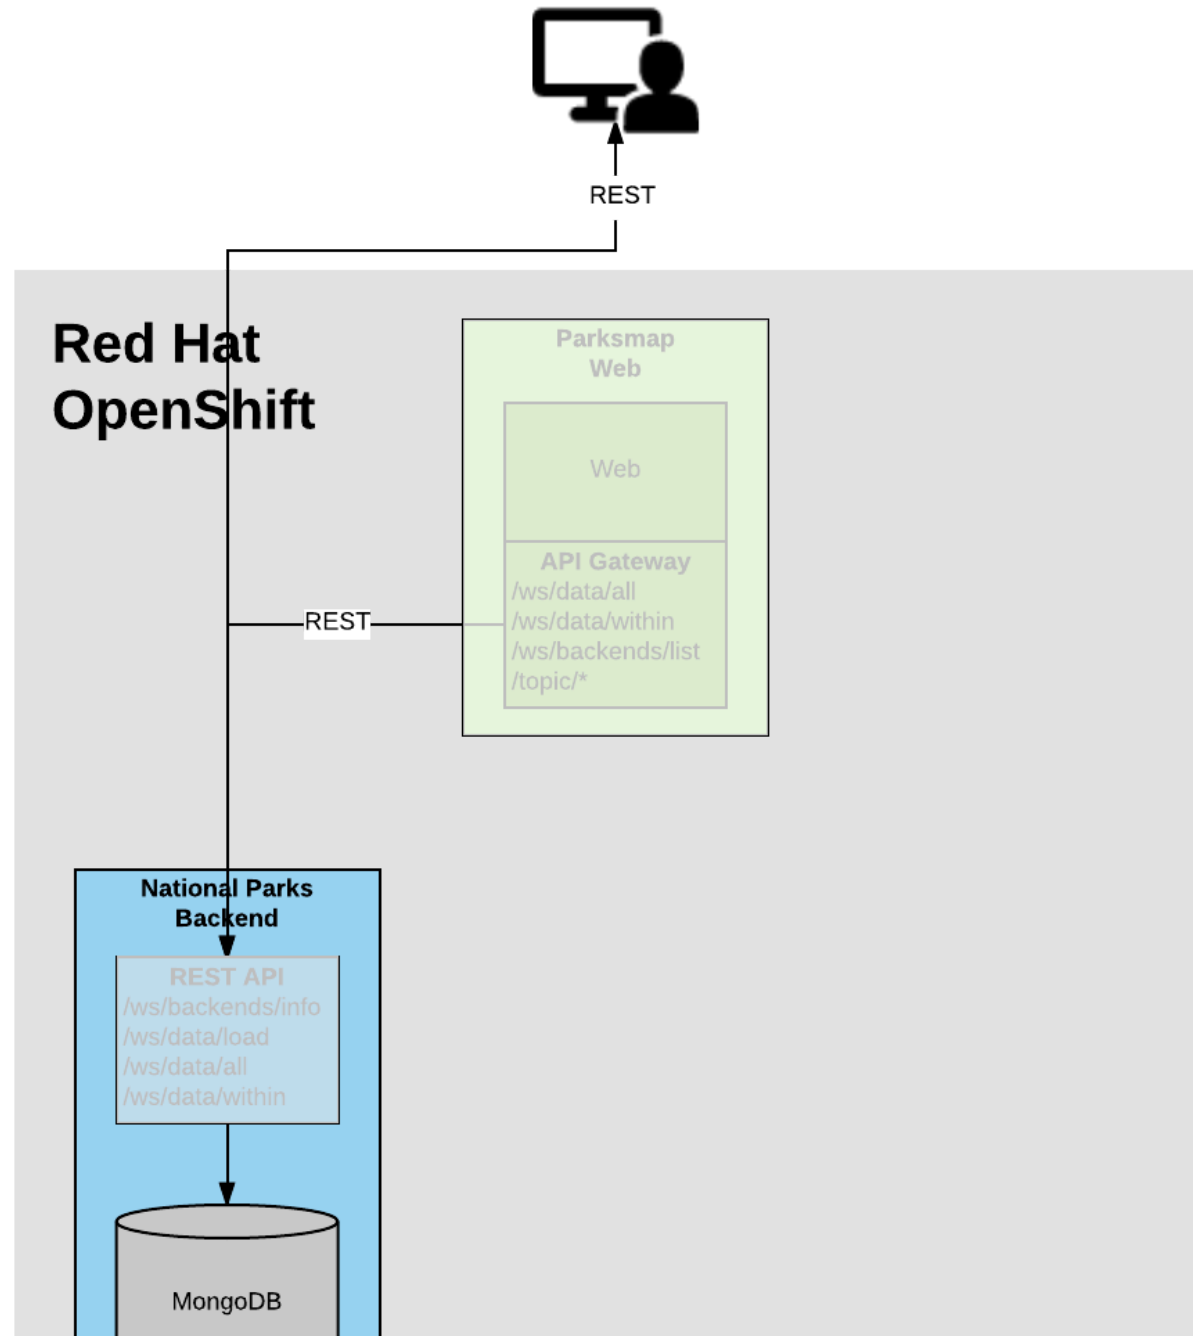 REST
Red Hat
OpenShift
Parksmap
Web
Web
API Gateway
/ws/data/all
/ws/data/within
/ws/backends/list
/topic/*
REST
National Parks
Backend
REST API
/ws/backends/info
/ws/data/load
/ws/data/all
/ws/data/within
MongoDB